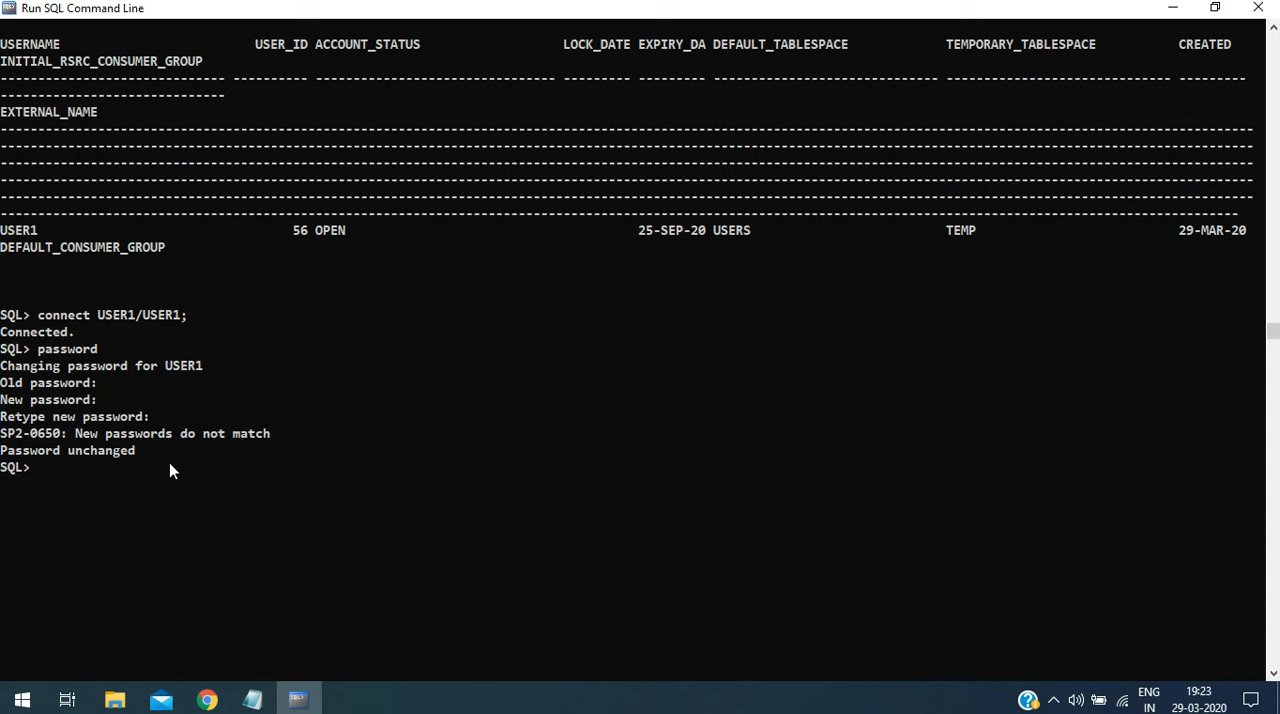 Run SQL Command Line
USERNAME USER_ID ACCOUNT_STATUS LOCK_DATE EXPIRY_DA DEFAULT_TABLESPACE TEMPORARY_TABLESPACE CREATED
INITIAL_RSRC_CONSUMER_GROUP
------------------------------ ---------- -------------------------------- --------- --------- ------------------------------ ------------------------------ ---------
------------------------------
EXTERNAL_NAME
USER1 56 OPEN 25-SEP-20 USERS TEMP 29-MAR-20
DEFAULT_CONSUMER_GROUP
SQL> connect USER1/USER1;
Connected.
SQL> password
Changing password for USER1
Old password:
New password:
Retype new password:
SP2-0650: New passwords do not match
Password unchanged
SQL>
SQL>
ENG
IN
19:23
29-03-2020